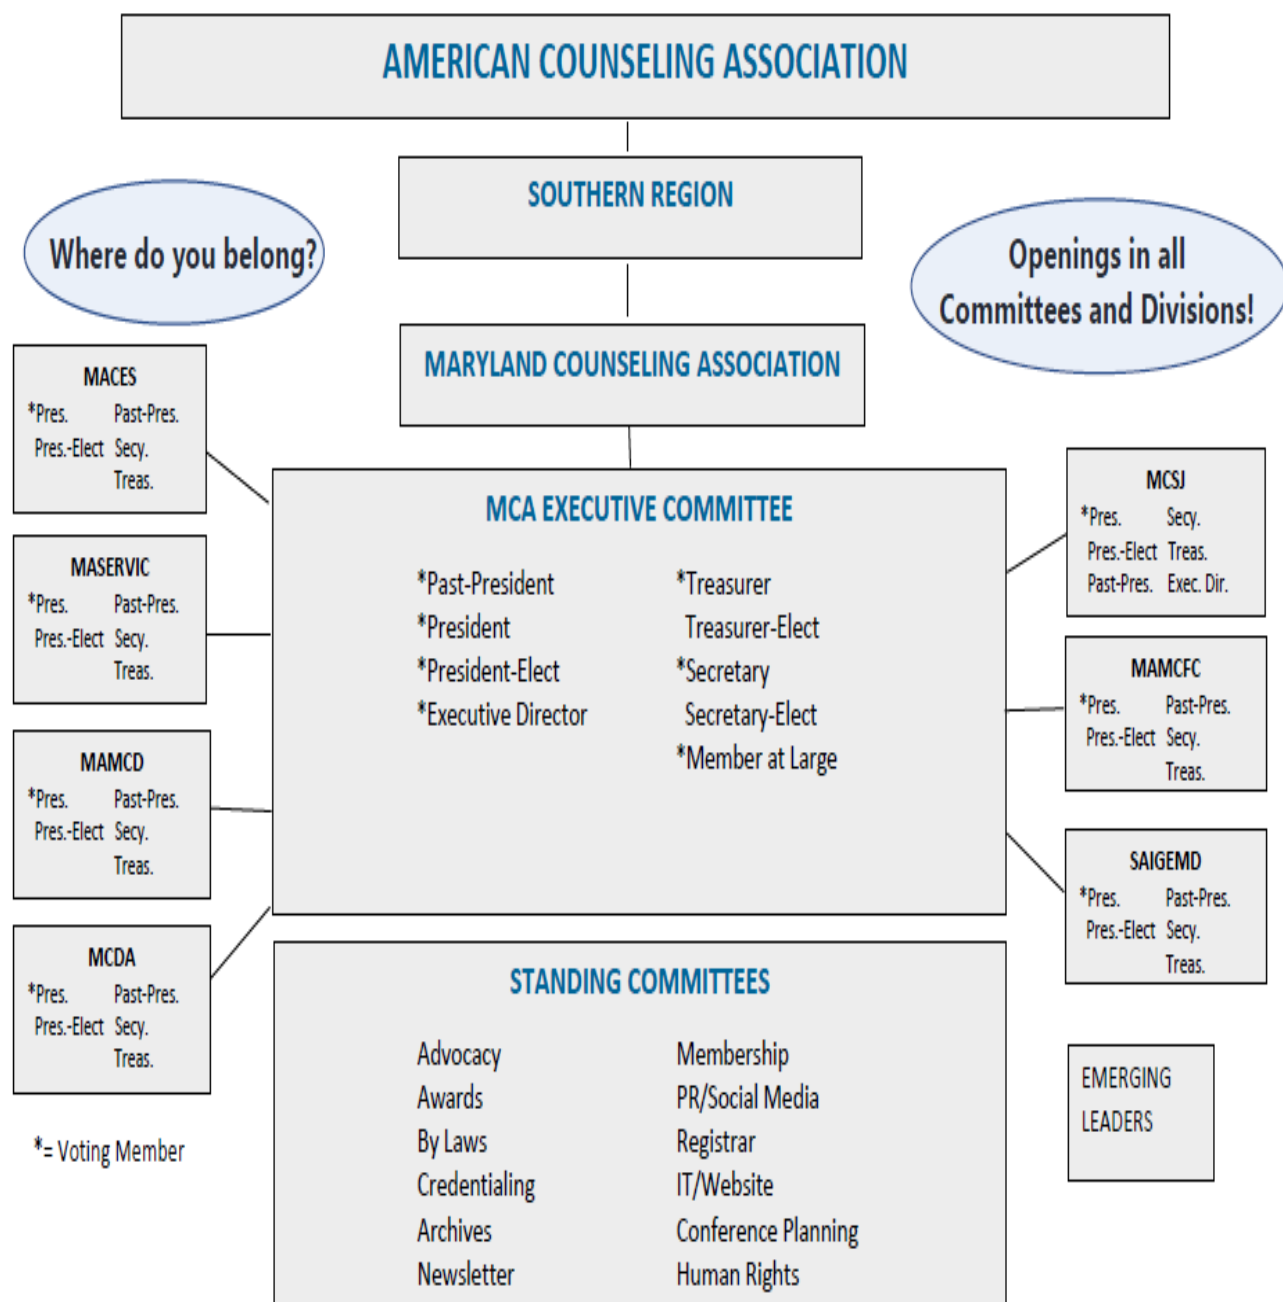 AMERICAN COUNSELING ASSOCIATION
SOUTHERN REGION
Where do you belong?
Openings in all
Committees and Divisions!
MARYLAND COUNSELING ASSOCIATION
MACES
*Pres. Past-Pres.
Pres.-Elect Secy.
Treas.
MASERVIC
*Pres. Past-Pres.
Pres.-Elect Secy.
Treas.
MAMCD
*Pres. Past-Pres.
Pres.-Elect Secy.
Treas.
MCDA
*Pres. Past-Pres.
Pres.-Elect Secy.
Treas.
*= Voting Member
MCA EXECUTIVE COMMITTEE
*Past-President *Treasurer
*President Treasurer-Elect
*President-Elect *Secretary
*Executive Director Secretary-Elect
*Member at Large
STANDING COMMITTEES
Advocacy Membership
Awards PR/Social Media
By Laws Registrar
Credentialing IT/Website
Archives Conference Planning
Newsletter Human Rights
MCSJ
*Pres. Secy.
Pres.-Elect Treas.
Past-Pres. Exec. Dir.
MAMCFC
*Pres. Past-Pres.
Pres.-Elect Secy.
Treas.
SAIGEMD
*Pres. Past-Pres.
Pres.-Elect Secy.
Treas.
EMERGING
LEADERS